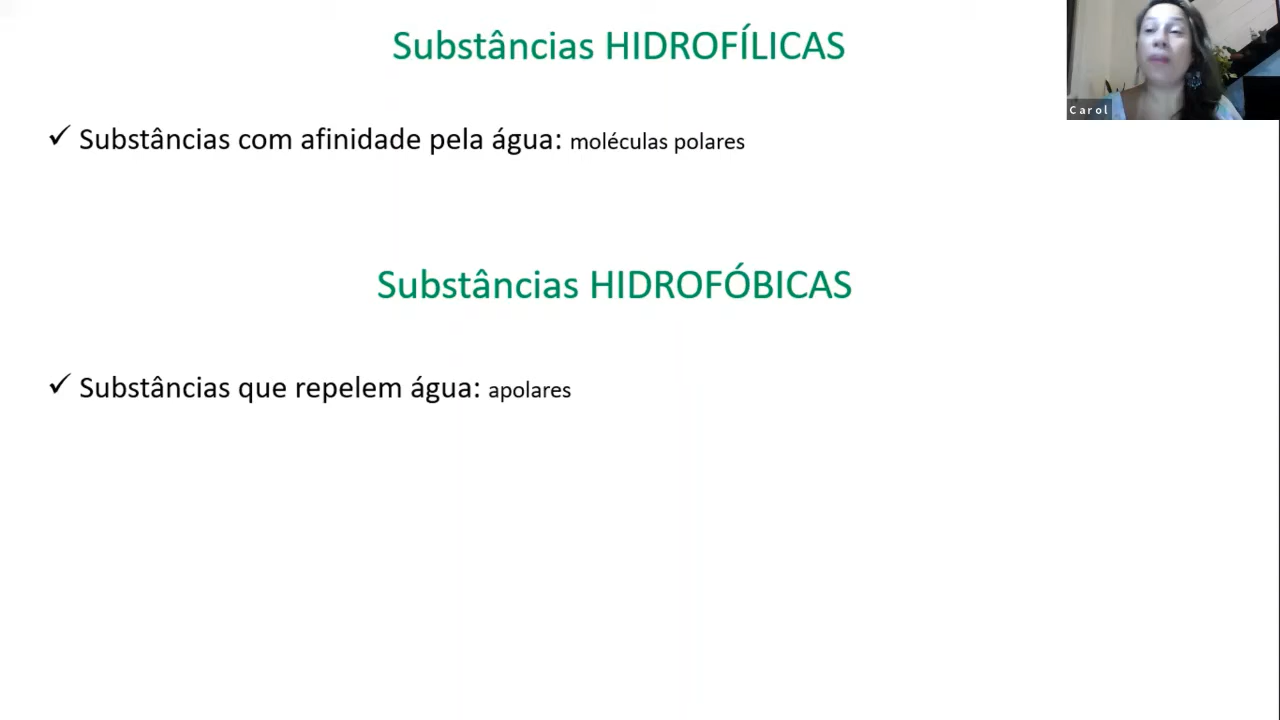 Substâncias HIDROFÍLICAS
Carol
✓ Substâncias com afinidade pela água: moléculas polares
Substâncias HIDROFÓBICAS
✓ Substâncias que repelem água: apolares